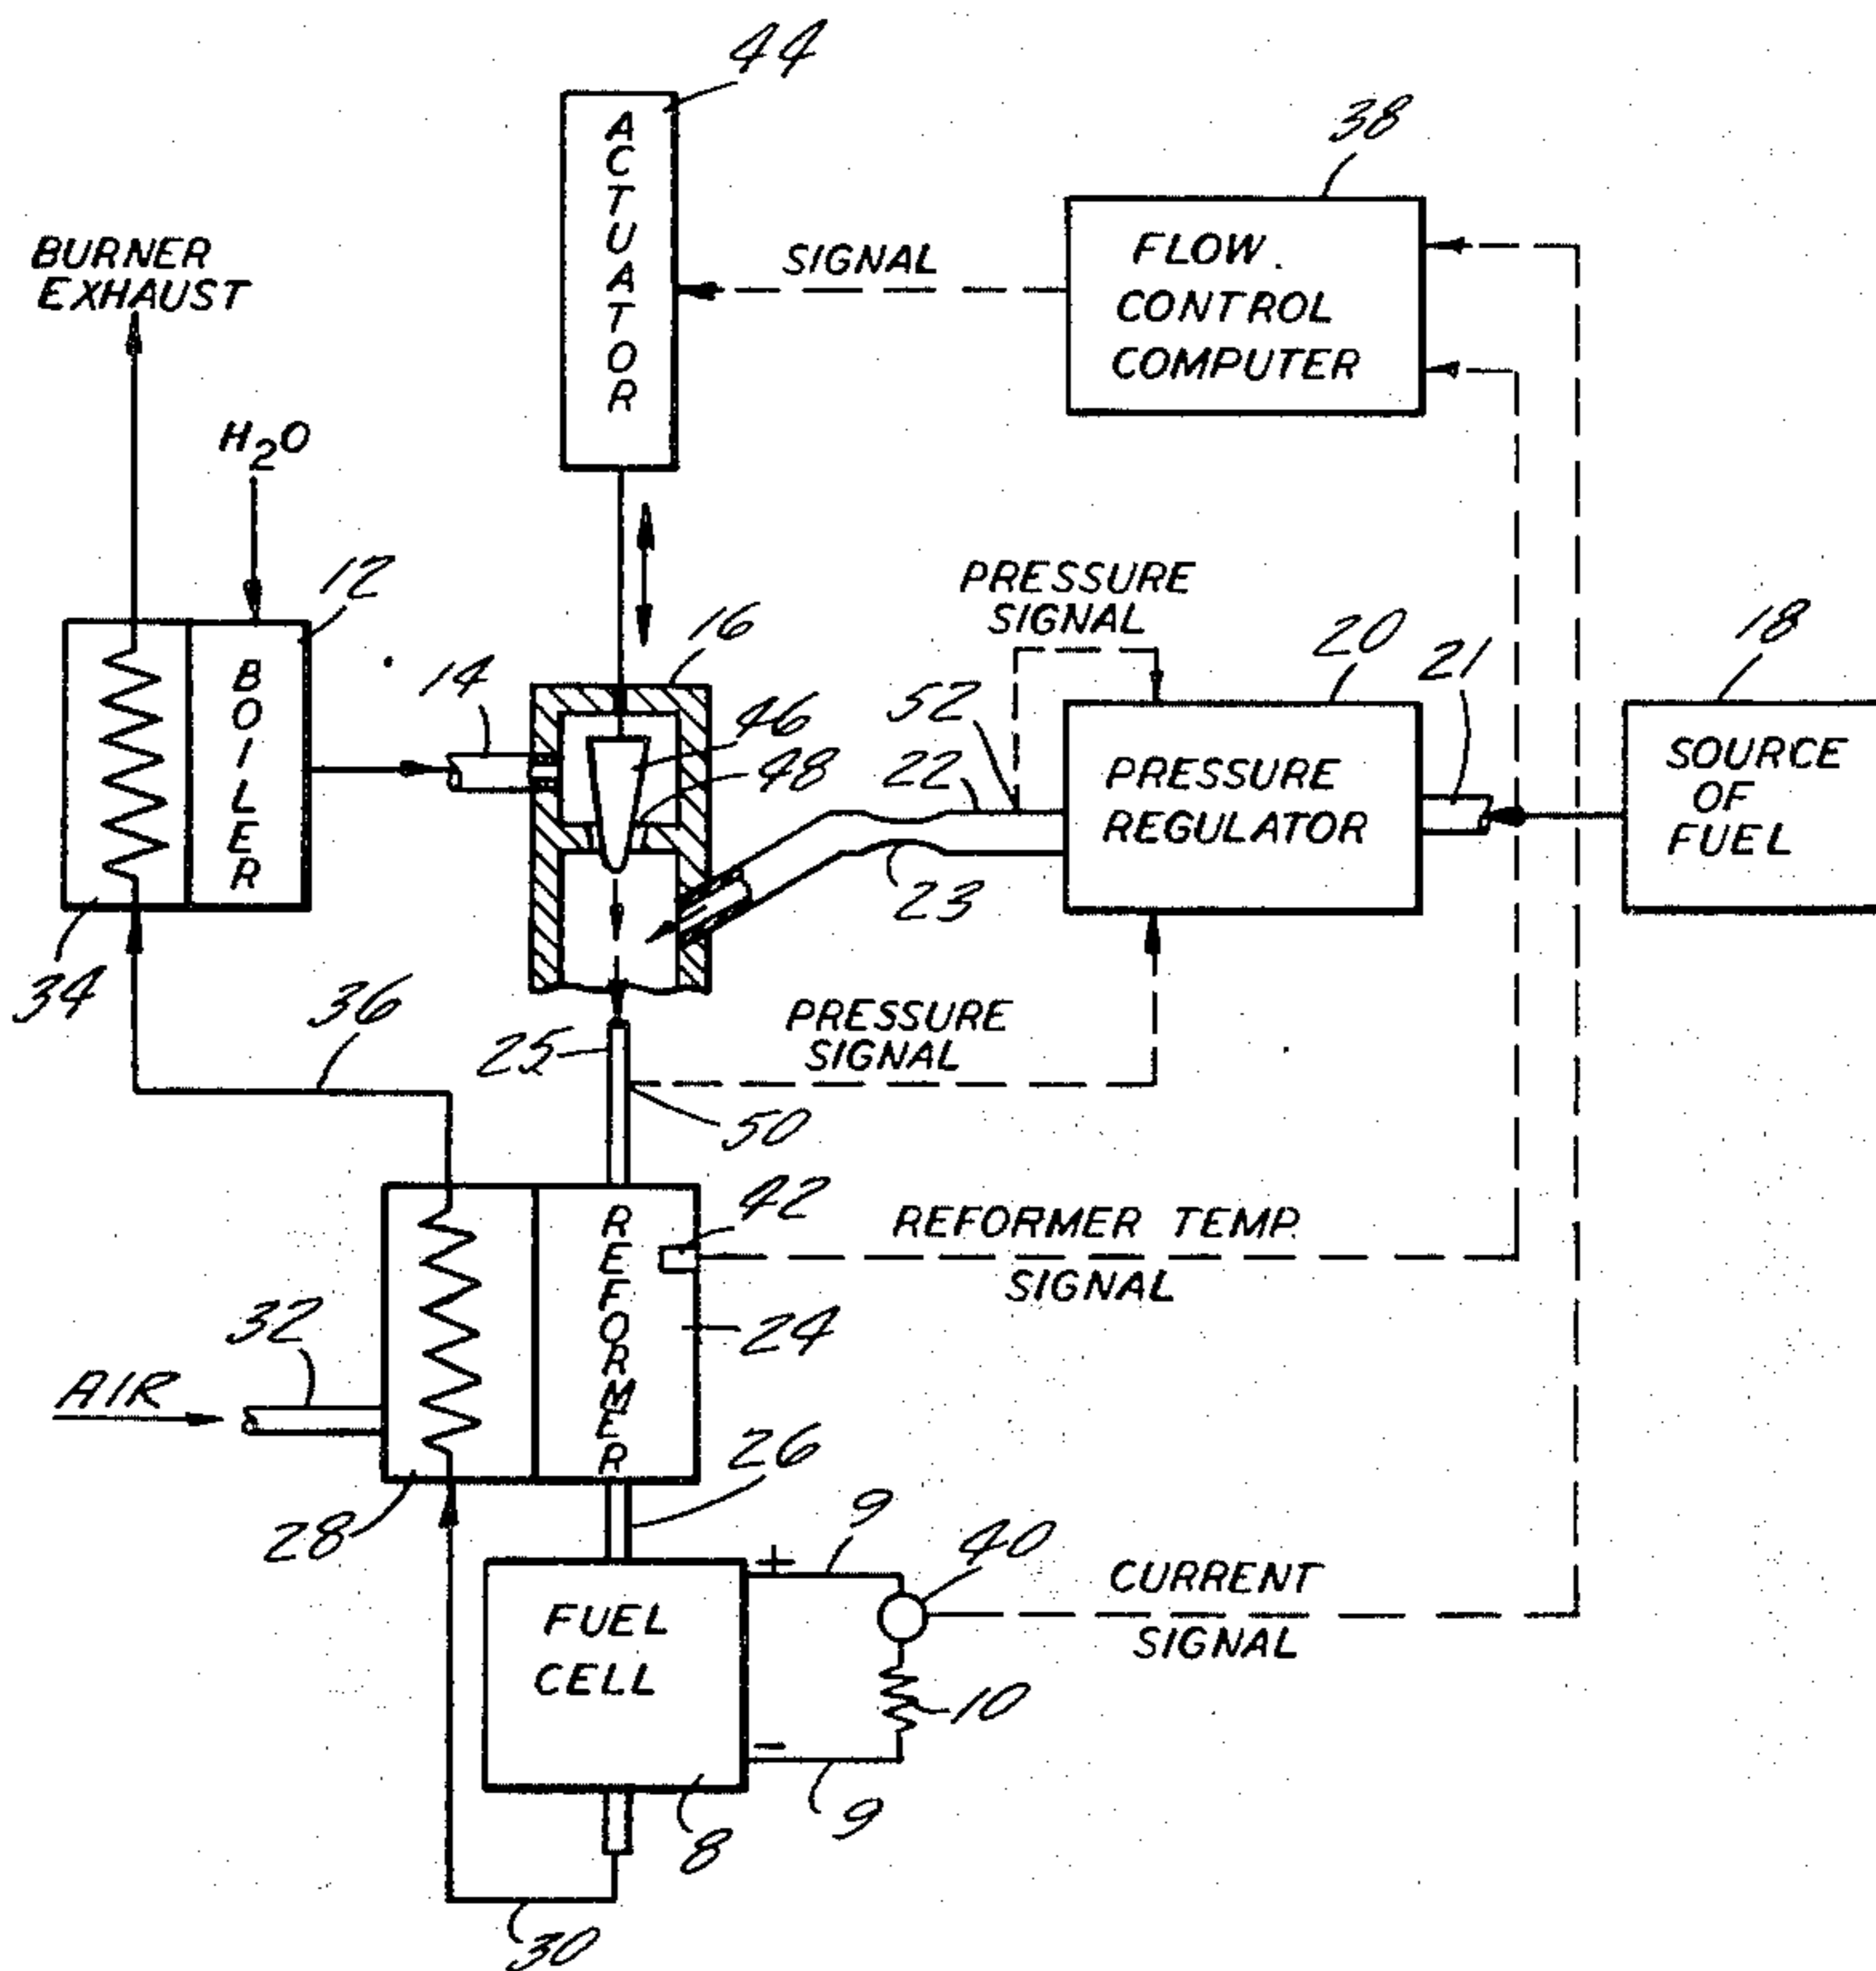 44
ACTUATOR
38
FLOW.
CONTROL
COMPUTER
SIGNAL
BURNER
EXHAUST
H2O
12
BOILER
14
16
46
48
PRESSURE
SIGNAL
52
22
23
20
21
PRESSURE
REGULATOR
18
SOURCE
OF
FUEL
34
36
25
PRESSURE
SIGNAL
50
42
REFORMER
REFORMER TEMP.
SIGNAL
24
32
AIR
28
26
9
40
+
FUEL
CELL
CURRENT
SIGNAL
10
-
8
9
30